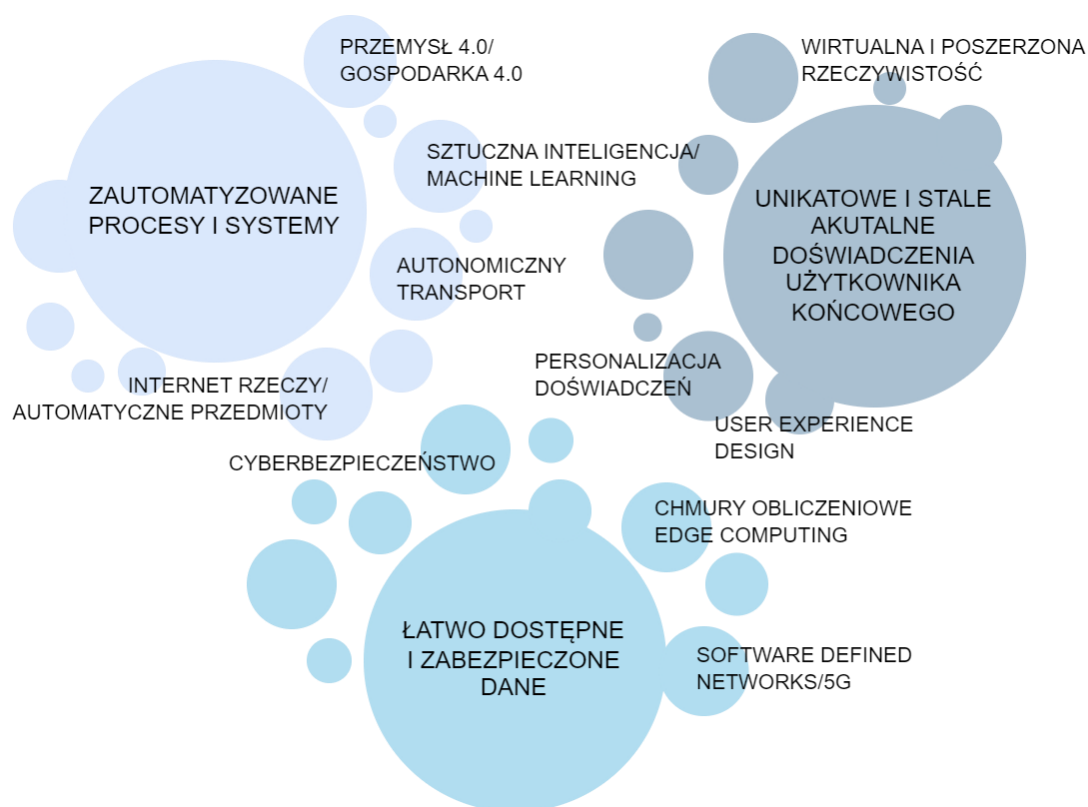 PRZEMYSŁ 4.0/
GOSPODARKA 4.0
SZTUCZNA INTELIGENCJA/
MACHINE LEARNING
ZAUTOMATYZOWANE
PROCESY I SYSTEMY
AUTONOMICZNY
TRANSPORT
INTERNET RZECZY/
AUTOMATYCZNE PRZEDMIOTY
WIRTUALNA I POSZERZONA
RZECZYWISTOŚĆ
UNIKATOWE I STALE
AKUTALNE
DOŚWIADCZENIA
UŻYTKOWNIKA
KOŃCOWEGO
PERSONALIZACJA
DOŚWIADCZEŃ
USER EXPERIENCE
DESIGN
CYBERBEZPIECZEŃSTWO
CHMURY OBLICZENIOWE
EDGE COMPUTING
ŁATWO DOSTĘPNE
I ZABEZPIECZONE
DANE
SOFTWARE DEFINED
NETWORKS/5G